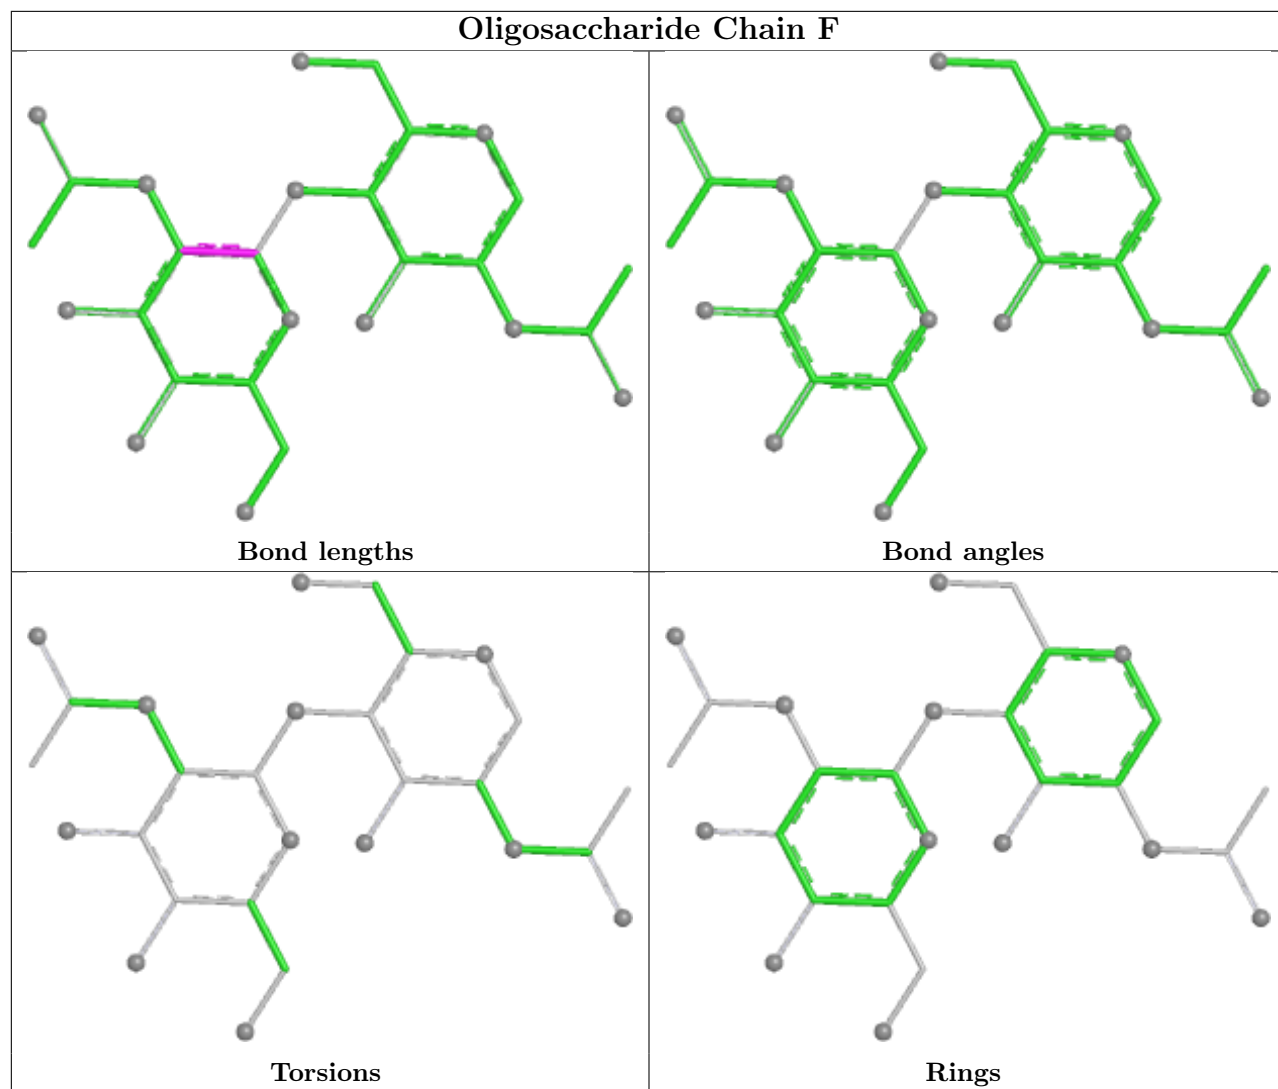 Oligosaccharide Chain F
Bond lengths
Bond angles
Torsions
Rings